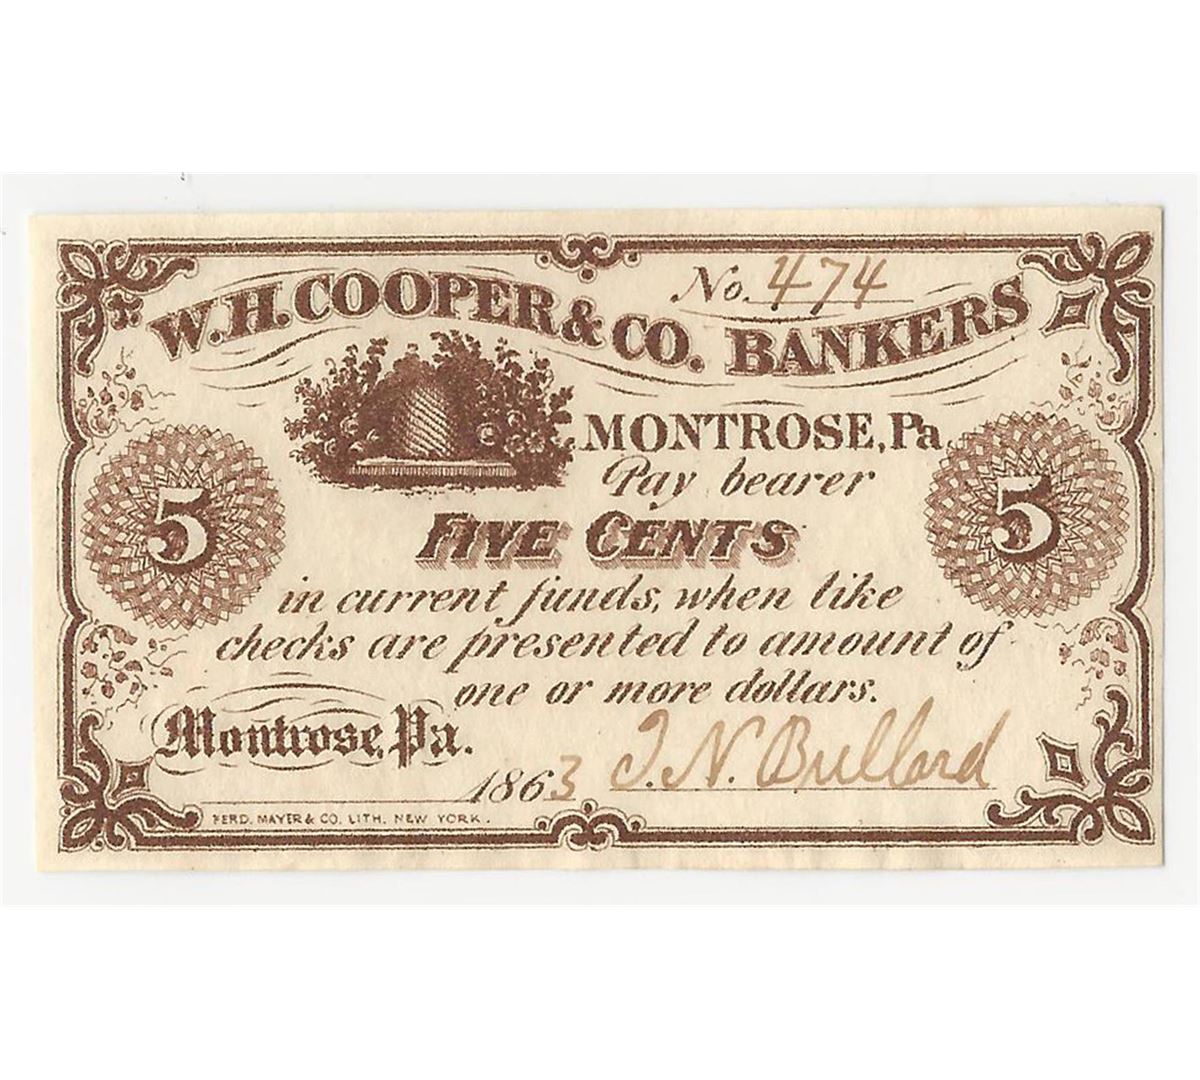 No. 474
W.H. COOPER & CO. BANKERS
MONTROSE, Pa.
Pay bearer
5 FIVE CENTS 5
in current funds, when like
checks are presented to amount of
one or more dollars.
Montrose, Pa.
1863 I. N. Bullard
FERD. MAYER & CO. LITH. NEW YORK.